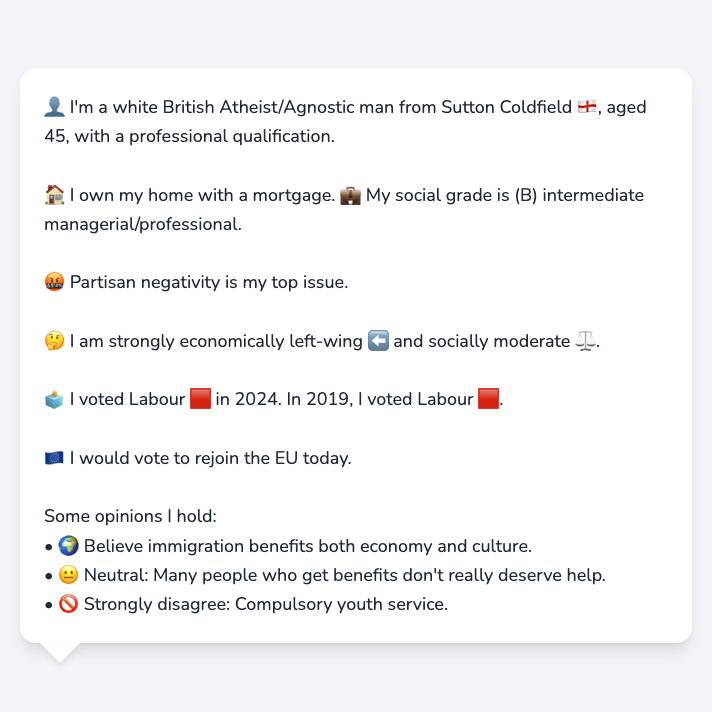 👤 I'm a white British Atheist/Agnostic man from Sutton Coldfield 🏴󠁧󠁢󠁥󠁮󠁧󠁿, aged
45, with a professional qualification.
🏠 I own my home with a mortgage. 💼 My social grade is (B) intermediate
managerial/professional.
🤬 Partisan negativity is my top issue.
🤔 I am strongly economically left-wing ⬅️ and socially moderate ⚖️.
🗳️ I voted Labour 🟥 in 2024. In 2019, I voted Labour 🟥.
🇪🇺 I would vote to rejoin the EU today.
Some opinions I hold:
• 🌍 Believe immigration benefits both economy and culture.
• 😐 Neutral: Many people who get benefits don't really deserve help.
• 🚫 Strongly disagree: Compulsory youth service.